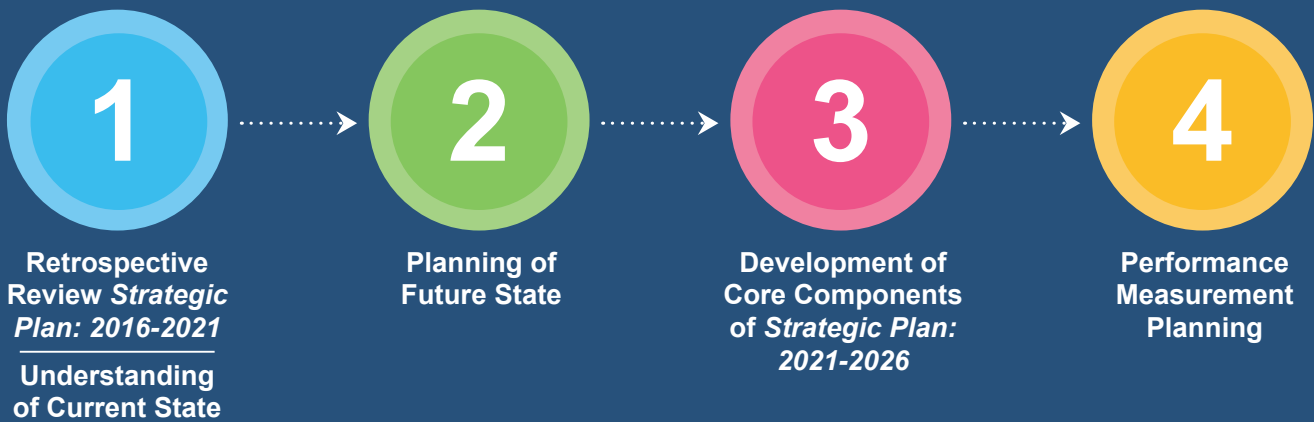 1
Retrospective
Review Strategic
Plan: 2016-2021
Understanding
of Current State
2
Planning of
Future State
3
Development of
Core Components
of Strategic Plan:
2021-2026
4
Performance
Measurement
Planning